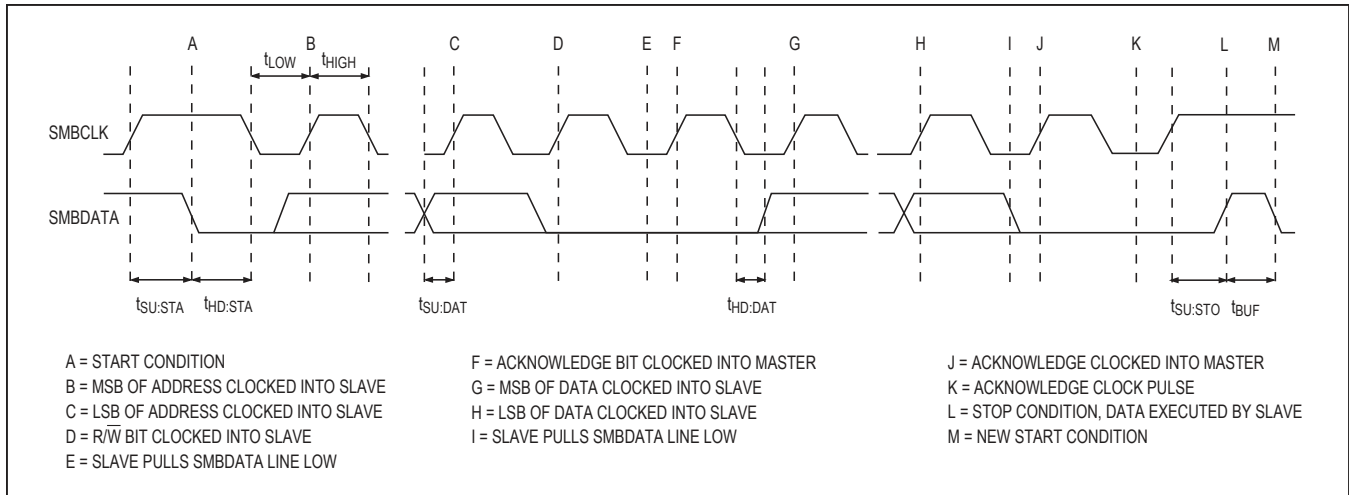 A B C D E F G H I J K L M
tLOW tHIGH
SMBCLK
SMBDATA
tSU:STA tHD:STA tSU:DAT tHD:DAT tSU:STO tBUF
A = START CONDITION
B = MSB OF ADDRESS CLOCKED INTO SLAVE
C = LSB OF ADDRESS CLOCKED INTO SLAVE
D = R/W̅ BIT CLOCKED INTO SLAVE
E = SLAVE PULLS SMBDATA LINE LOW
F = ACKNOWLEDGE BIT CLOCKED INTO MASTER
G = MSB OF DATA CLOCKED INTO SLAVE
H = LSB OF DATA CLOCKED INTO SLAVE
I = SLAVE PULLS SMBDATA LINE LOW
J = ACKNOWLEDGE CLOCKED INTO MASTER
K = ACKNOWLEDGE CLOCK PULSE
L = STOP CONDITION, DATA EXECUTED BY SLAVE
M = NEW START CONDITION